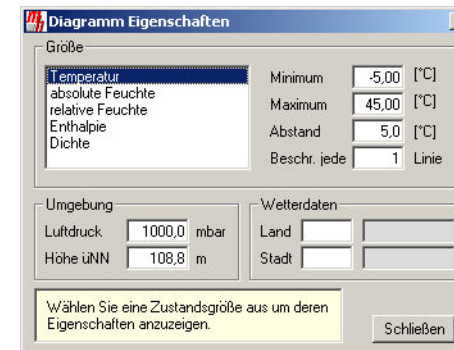 Diagramm Eigenschaften
Größe
Temperatur
absolute Feuchte
relative Feuchte
Enthalpie
Dichte
Minimum -5,00 [°C]
Maximum 45,00 [°C]
Abstand 5,0 [°C]
Beschr. jede 1 Linie
Umgebung
Luftdruck 1000,0 mbar
Höhe üNN 108,8 m
Wetterdaten
Land
Stadt
Wählen Sie eine Zustandsgröße aus um deren
Eigenschaften anzuzeigen.
Schließen